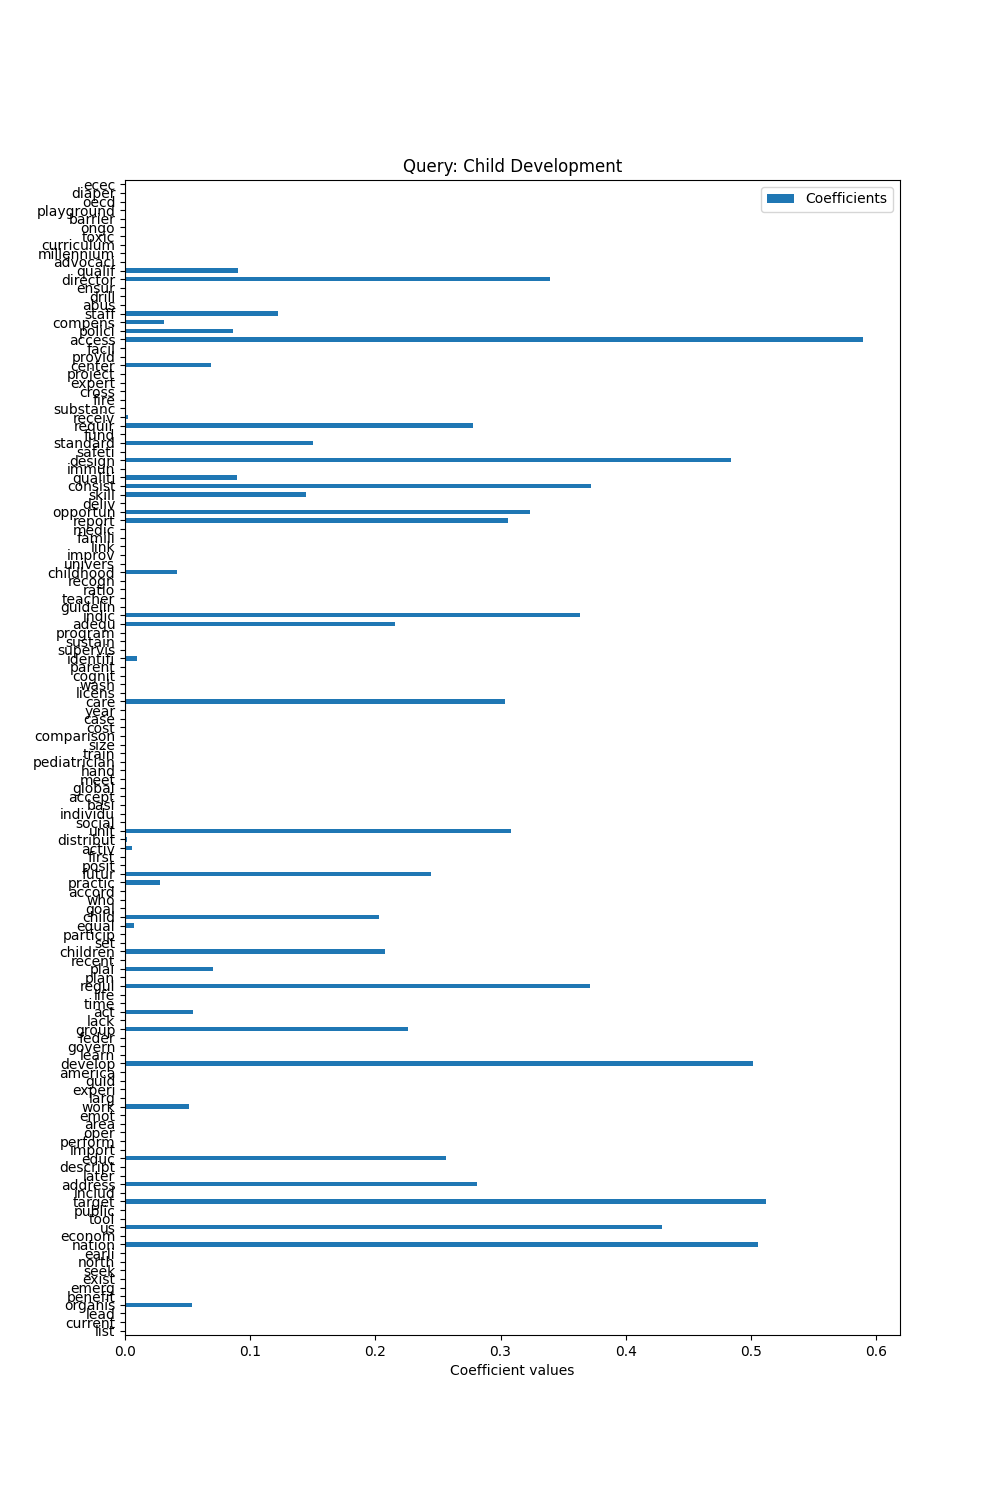 Query: Child Development
Coefficients
ecec
diaper
oecd
playground
barrier
ongo
toxic
curriculum
millennium
advocaci
qualif
director
ensur
drill
abus
staff
compens
polici
access
facil
provid
center
project
expert
cross
fire
substanc
receiv
requir
fund
standard
safeti
design
immun
qualiti
consist
skill
deliv
opportun
report
medic
famili
link
improv
univers
childhood
recogn
ratio
teacher
guidelin
indic
adequ
program
sustain
supervis
identifi
parent
cognit
wash
licens
care
year
case
cost
comparison
size
train
pediatrician
hand
meet
global
accept
basi
individu
social
unit
distribut
activ
first
posit
futur
practic
accord
who
goal
child
equal
particip
set
children
recent
plai
plan
regul
life
time
act
lack
group
feder
govern
learn
develop
america
guid
experi
larg
work
emot
area
oper
perform
import
educ
descript
later
address
includ
target
public
tool
us
econom
nation
earli
north
seek
exist
emerg
benefit
organis
lead
current
list
0.0 0.1 0.2 0.3 0.4 0.5 0.6
Coefficient values